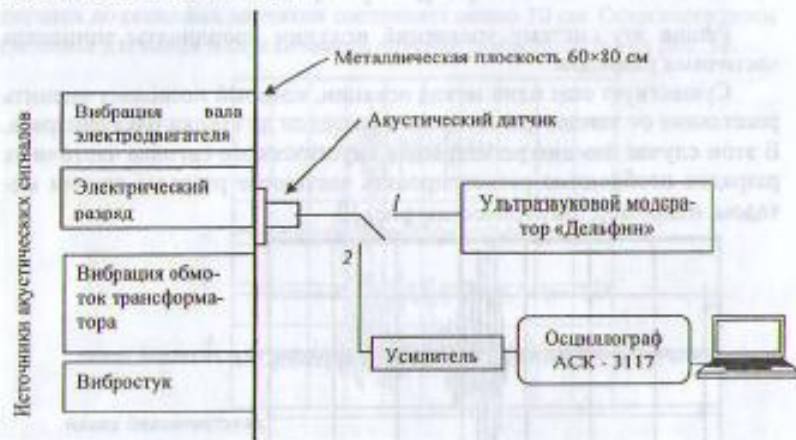 Металлическая плоскость 60×80 см
Вибрация вала
электродвигателя
Акустический датчик
Электрический
разряд
1
Ультразвуковой модера-
тор «Дельфин»
2
Вибрация обмо-
ток трансформа-
тора
Усилитель
Осциллограф
АСК - 3117
Вибростук
Источники акустических сигналов